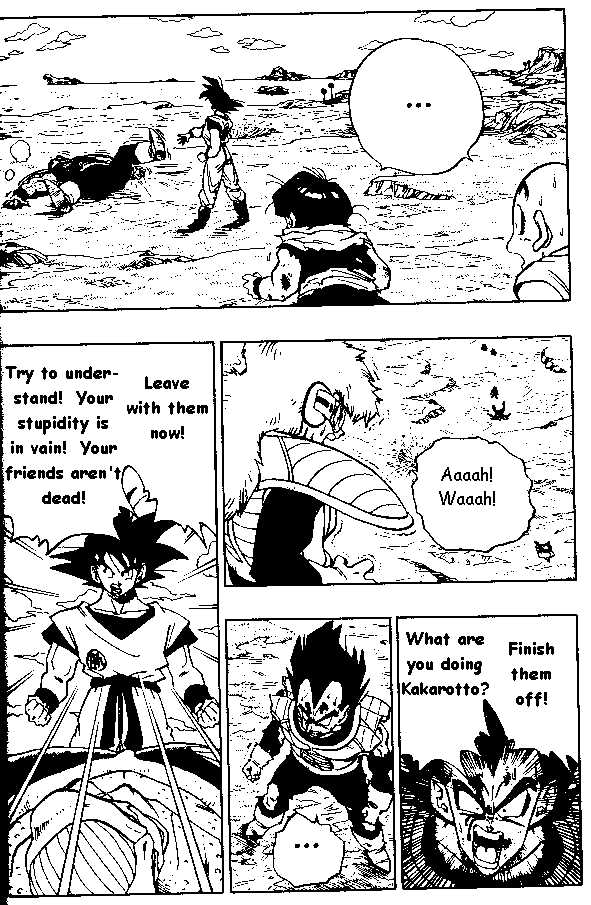 ...
Leave
with them
now!
Try to under-
stand! Your
stupidity is
in vain! Your
friends aren't
dead!
Aaaah!
Waaah!
Finish
them
off!
What are
you doing
Kakarotto?
...